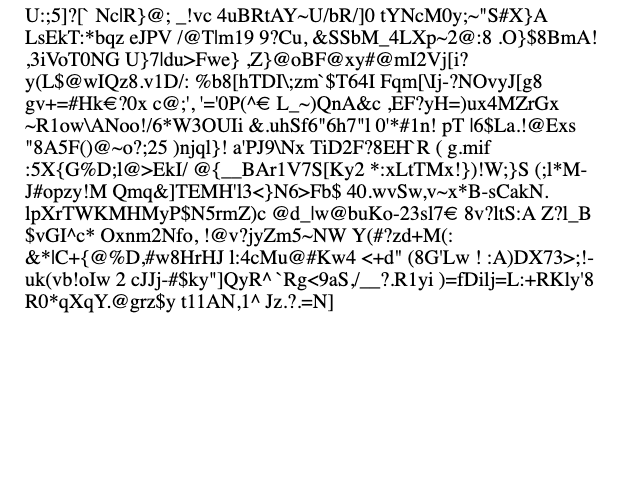 U:;5]?[` Nc|R}@; _!vc 4uBRtAY~U/bR/]0 tYNcM0y;~"S#X}A
LsEkT:*bqz eJPV /@T|m19 9?Cu, &SSbM_4LXp~2@:8 .O}$8BmA!
,3iVoT0NG U}7|du>Fwe} ,Z}@oBF@xy#@mI2Vj[i?
y(L$@wIQz8.v1D/: %b8[hTDI\;zm`$T64I Fqm[\Ij-?NOvyJ[g8
gv+=#Hk€?0x c@;', '='0P(^€ L_~)QnA&c ,EF?yH=)ux4MZrGx
~R1ow\ANoo!/6*W3OUIi &.uhSf6"6h7"l 0'*#1n! pT |6$La.!@Exs
"8A5F()@~o?;25 )njql}! a'PJ9\Nx TiD2F?8EH`R ( g.mif
:5X{G%D;l@>EkI/ @{__BAr1V7S[Ky2 *:xLtTMx!})!W;}S (;l*M-
J#opzy!M Qmq&]TEMH'l3<}N6>Fb$ 40.wvSw,v~x*B-sCakN.
lpXrTWKMHMyP$N5rmZ)c @d_|w@buKo-23sl7€ 8v?ltS:A Z?l_B
$vGI^c* Oxnm2Nfo, !@v?jyZm5~NW Y(#?zd+M(:
&*lC+{@%D,#w8HrHJ l:4cMu@#Kw4 <+d" (8G'Lw ! :A)DX73>;!-
uk(vb!oIw 2 cJJj-#$ky"]QyR^`Rg<9aS,/__?.R1yi )=fDilj=L:+RKly'8
R0*qXqY.@grz$y t11AN,1^ Jz.?.=N]